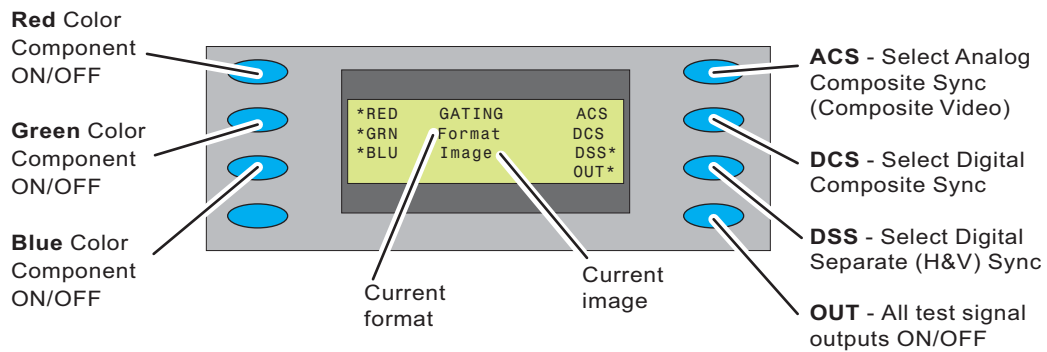 Red Color
Component
ON/OFF
Green Color
Component
ON/OFF
Blue Color
Component
ON/OFF
*RED GATING ACS
*GRN Format DCS
*BLU Image DSS*
OUT*
Current
format
Current
image
ACS - Select Analog
Composite Sync
(Composite Video)
DCS - Select Digital
Composite Sync
DSS - Select Digital
Separate (H&V) Sync
OUT - All test signal
outputs ON/OFF